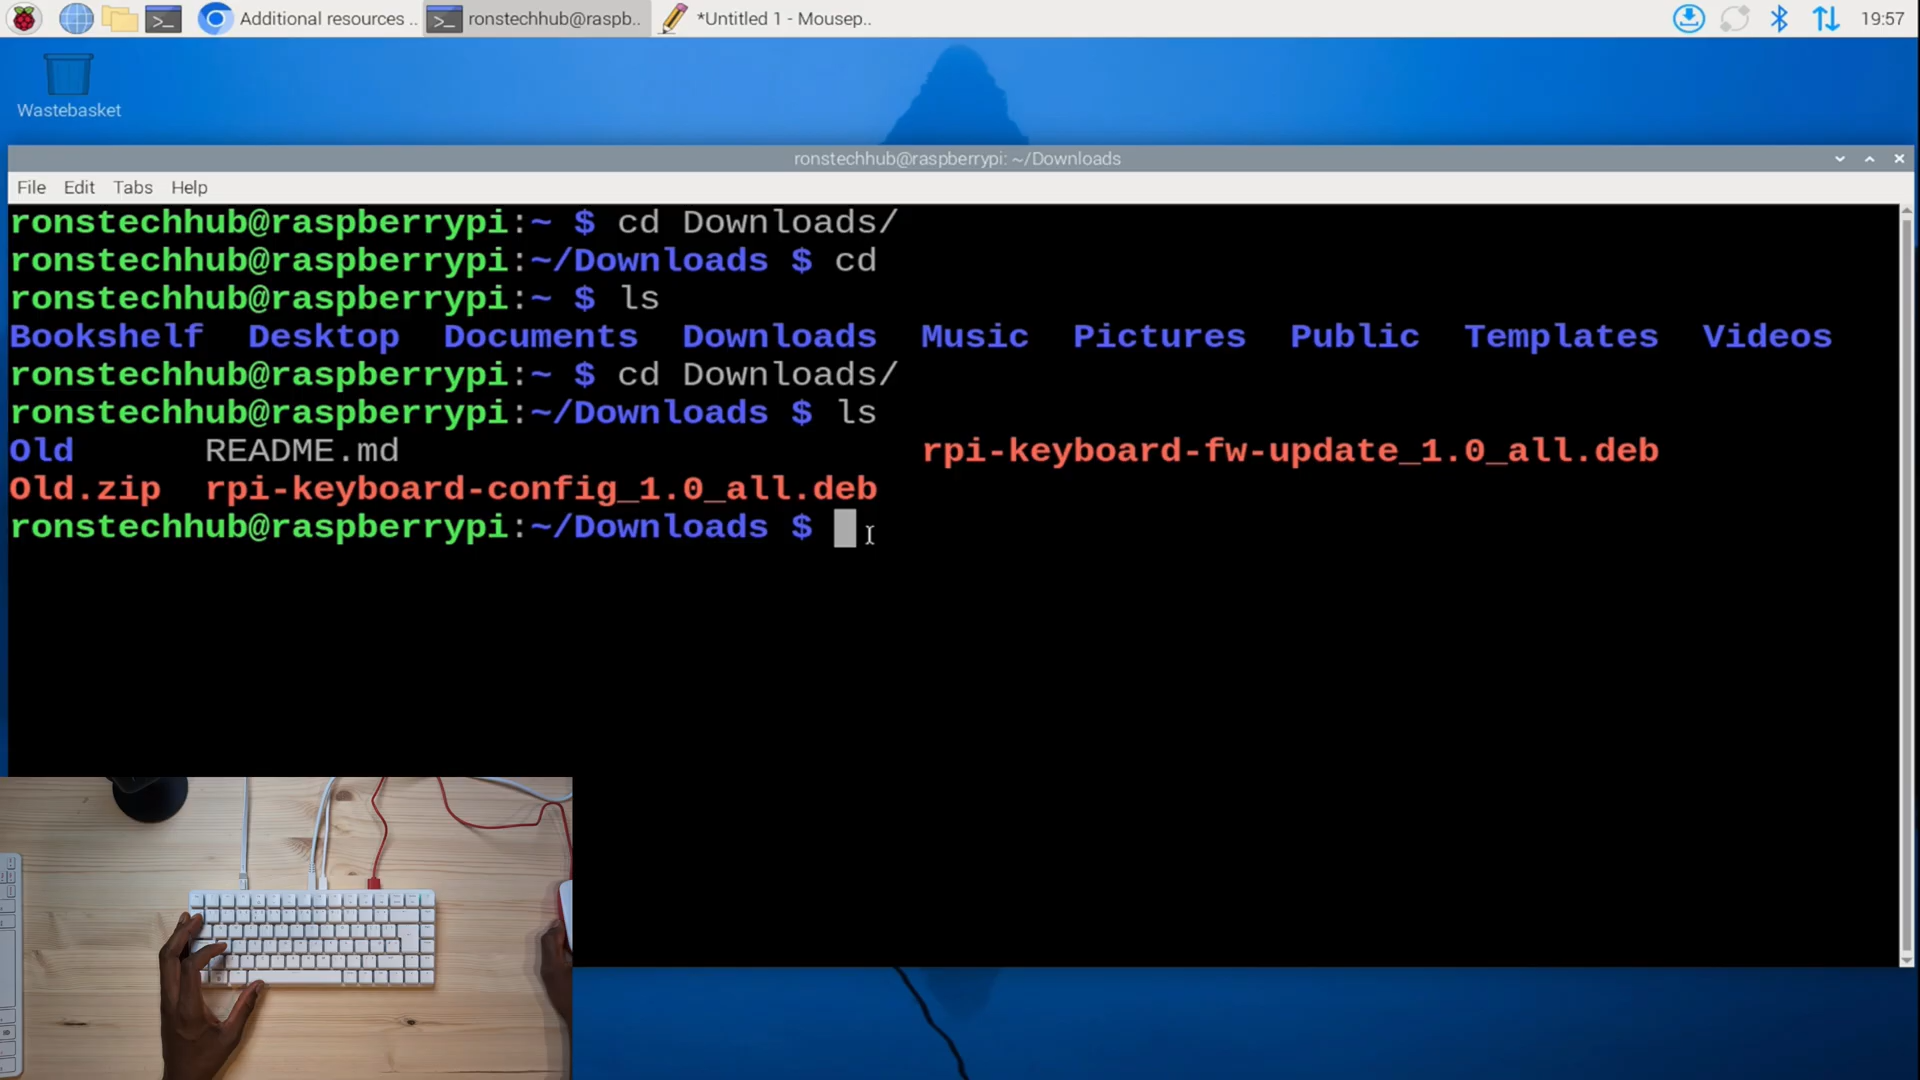 Additional resources ..
ronstechhub@raspb..
*Untitled 1 - Mousep..
19:57
Wastebasket
ronstechhub@raspberrypi: ~/Downloads
File Edit Tabs Help
ronstechhub@raspberrypi:~ $ cd Downloads/
ronstechhub@raspberrypi:~/Downloads $ cd
ronstechhub@raspberrypi:~ $ ls
Bookshelf Desktop Documents Downloads Music Pictures Public Templates Videos
ronstechhub@raspberrypi:~ $ cd Downloads/
ronstechhub@raspberrypi:~/Downloads $ ls
Old README.md rpi-keyboard-fw-update_1.0_all.deb
Old.zip rpi-keyboard-config_1.0_all.deb
ronstechhub@raspberrypi:~/Downloads $